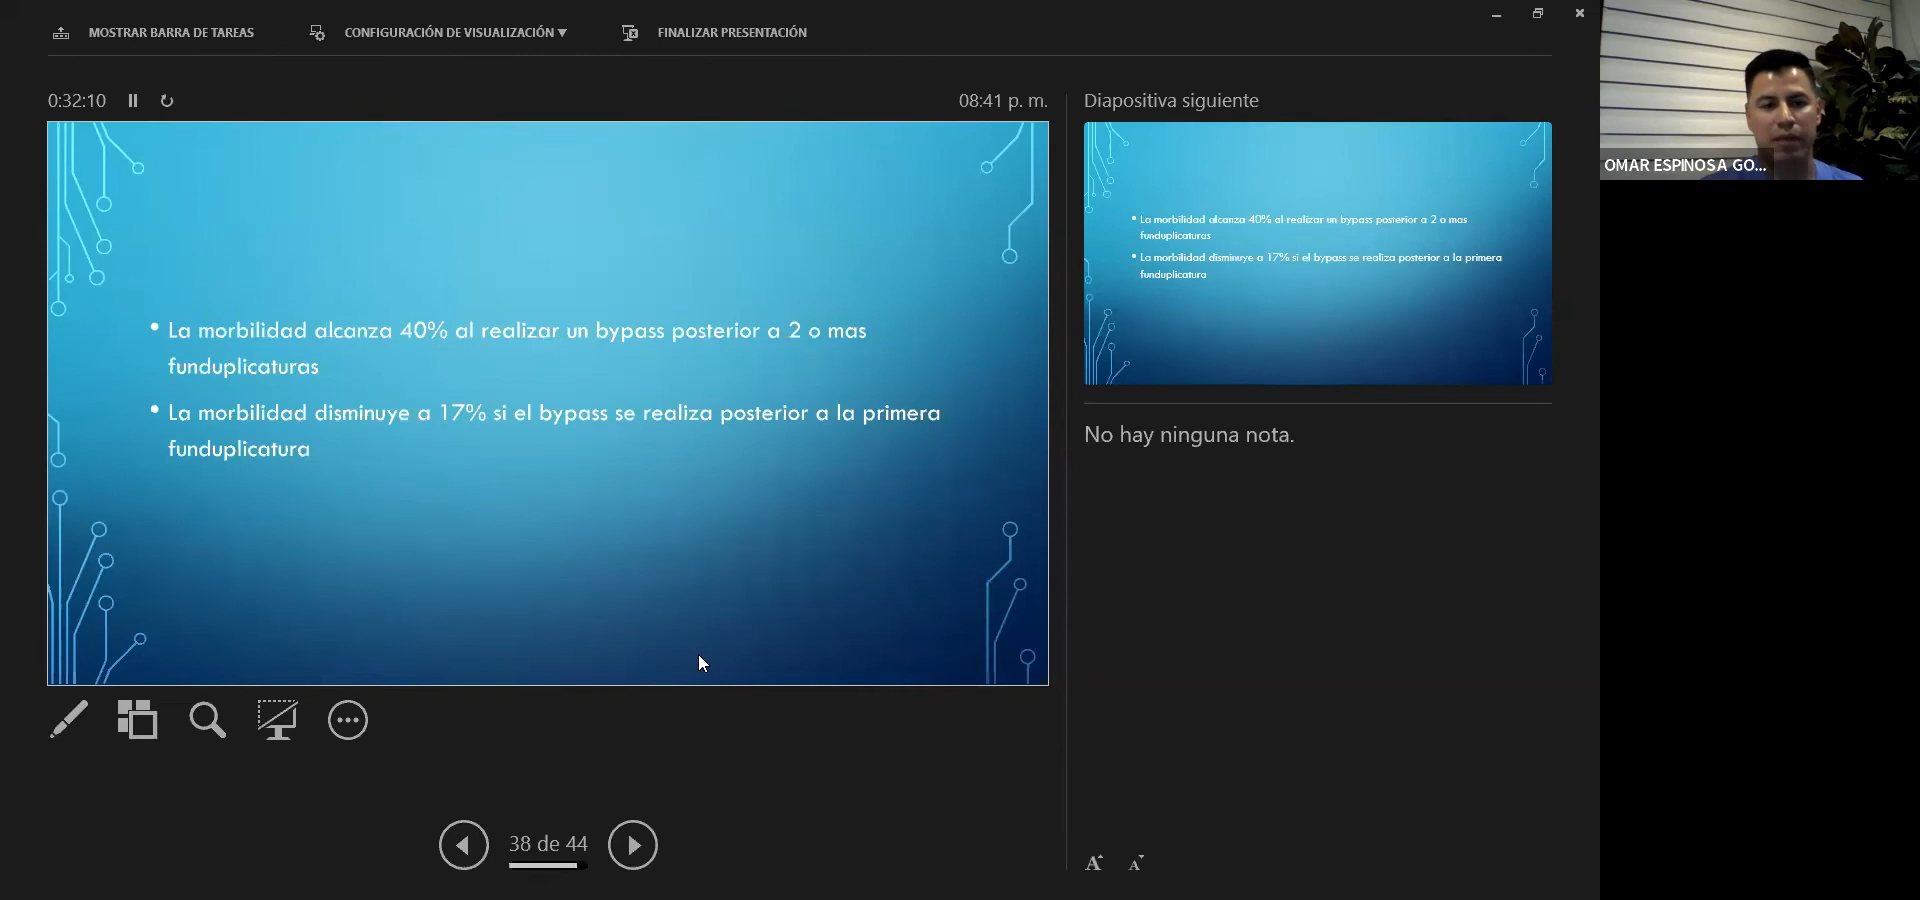 MOSTRAR BARRA DE TAREAS
CONFIGURACIÓN DE VISUALIZACIÓN ▼
FINALIZAR PRESENTACIÓN
0:32:10
08:41 p. m.
• La morbilidad alcanza 40% al realizar un bypass posterior a 2 o mas
funduplicaturas
• La morbilidad disminuye a 17% si el bypass se realiza posterior a la primera
funduplicatura
38 de 44
Diapositiva siguiente
• La morbilidad alcanza 40% al realizar un bypass posterior a 2 o mas
funduplicaturas
• La morbilidad disminuye a 17% si el bypass se realiza posterior a la primera
funduplicatura
No hay ninguna nota.
A A
OMAR ESPINOSA GO...